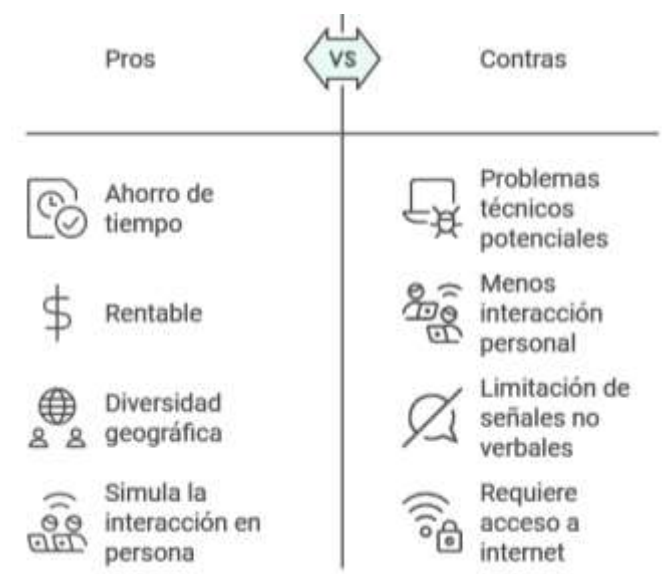 Pros
VS
Contras
Ahorro de
tiempo
Problemas
técnicos
potenciales
$
Rentable
Menos
interacción
personal
Diversidad
geográfica
Limitación de
señales no
verbales
Simula la
interacción en
persona
Requiere
acceso a
internet